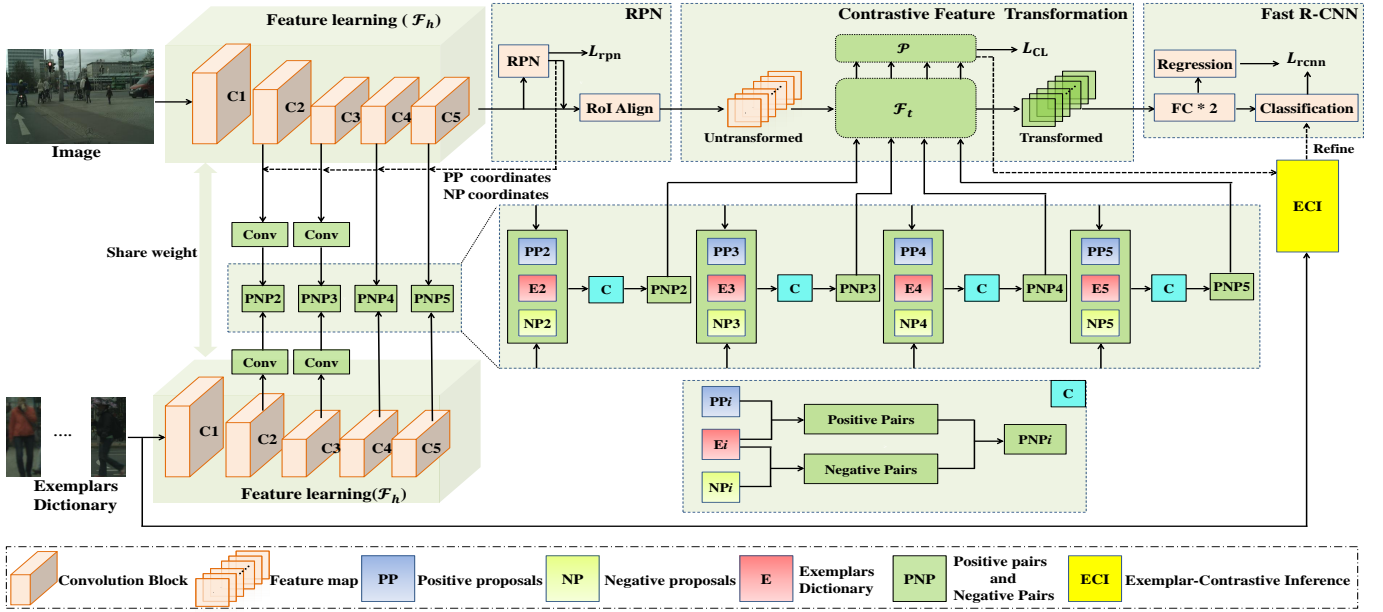 Feature learning ( ℱₕ)
RPN
Contrastive Feature Transformation
Fast R-CNN
C1
C2
C3
C4
C5
Image
RPN
L_rpn
RoI Align
Untransformed
𝒫
L_CL
ℱₜ
Transformed
Regression
L_rcnn
FC * 2
Classification
Refine
ECI
PP coordinates
NP coordinates
Share weight
Conv
Conv
PNP2
PNP3
PNP4
PNP5
Conv
Conv
PP2
E2
NP2
C
PNP2
PP3
E3
NP3
C
PNP3
PP4
E4
NP4
C
PNP4
PP5
E5
NP5
C
PNP5
C1
C2
C3
C4
C5
....
Exemplars
Dictionary
Feature learning(ℱₕ)
PPi
Ei
NPi
Positive Pairs
Negative Pairs
PNPi
C
Convolution Block
Feature map
PP
Positive proposals
NP
Negative proposals
E
Exemplars
Dictionary
PNP
Positive pairs
and
Negative Pairs
ECI
Exemplar-Contrastive Inference